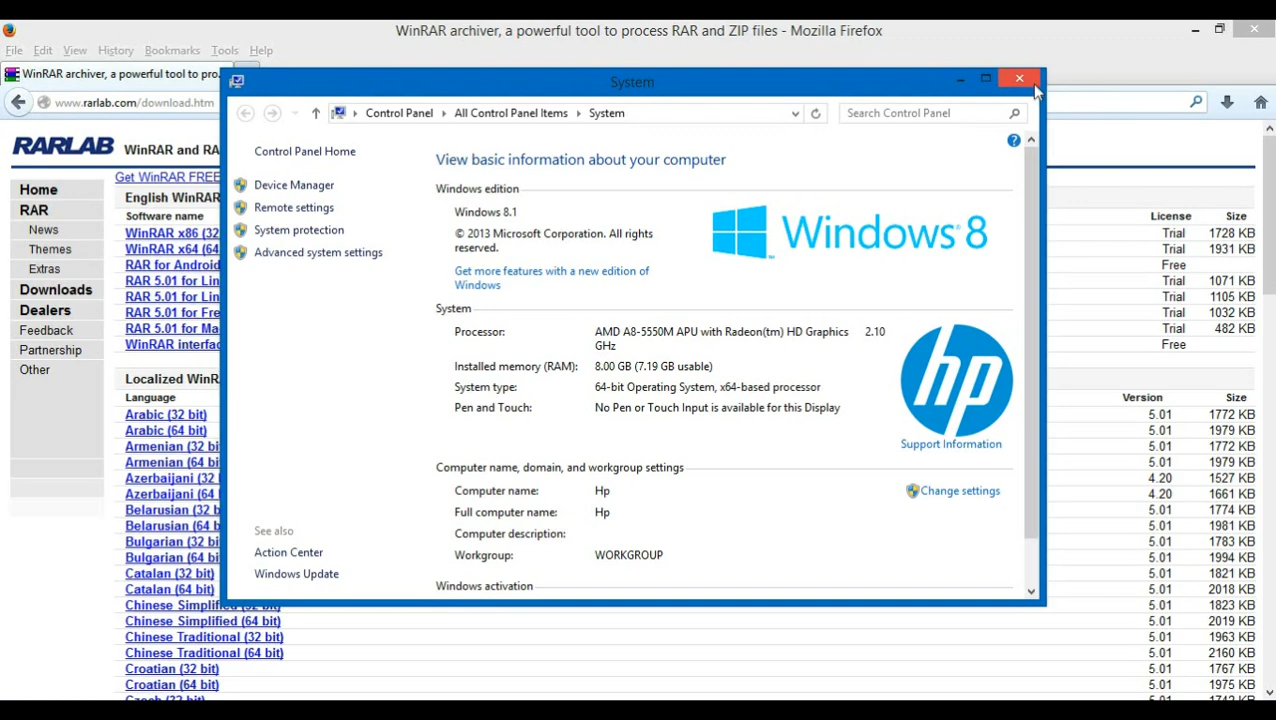 WinRAR archiver, a powerful tool to process RAR and ZIP files - Mozilla Firefox
File Edit View History Bookmarks Tools Help
WinRAR archiver, a powerful tool to pro...
www.rarlab.com/download.htm
RARLAB
WinRAR and RA
Get WinRAR FREE
Home
RAR
News
Themes
Extras
Downloads
Dealers
Feedback
Partnership
Other
English WinRAR
Software name License Size
WinRAR x86 (32 Trial 1728 KB
WinRAR x64 (64 Trial 1931 KB
RAR for Android Free
RAR 5.01 for Lin Trial 1071 KB
RAR 5.01 for Lin Trial 1105 KB
RAR 5.01 for Fre Trial 1032 KB
RAR 5.01 for Ma Trial 482 KB
WinRAR interfac Free
Localized WinR
Language Version Size
Arabic (32 bit) 5.01 1772 KB
Arabic (64 bit) 5.01 1979 KB
Armenian (32 b 5.01 1772 KB
Armenian (64 b 5.01 1979 KB
Azerbaijani (32 4.20 1527 KB
Azerbaijani (64 4.20 1661 KB
Belarusian (32 b 5.01 1774 KB
Belarusian (64 b 5.01 1981 KB
Bulgarian (32 bi 5.01 1783 KB
Bulgarian (64 bi 5.01 1994 KB
Catalan (32 bit) 5.01 1821 KB
Catalan (64 bit) 5.01 2018 KB
Chinese Simplified (32 bit) 5.01 1823 KB
Chinese Simplified (64 bit) 5.01 2019 KB
Chinese Traditional (32 bit) 5.01 1963 KB
Chinese Traditional (64 bit) 5.01 2160 KB
Croatian (32 bit) 5.01 1767 KB
Croatian (64 bit) 5.01 1975 KB
Czech (32 bit) 5.01 1742 KB
System
Control Panel All Control Panel Items System
Search Control Panel
Control Panel Home
Device Manager
Remote settings
System protection
Advanced system settings
See also
Action Center
Windows Update
View basic information about your computer
Windows edition
Windows 8.1
© 2013 Microsoft Corporation. All rights
reserved.
Get more features with a new edition of
Windows
Windows 8
System
Processor: AMD A8-5550M APU with Radeon(tm) HD Graphics 2.10
GHz
Installed memory (RAM): 8.00 GB (7.19 GB usable)
System type: 64-bit Operating System, x64-based processor
Pen and Touch: No Pen or Touch Input is available for this Display
hp
Support Information
Computer name, domain, and workgroup settings
Computer name: Hp
Change settings
Full computer name: Hp
Computer description:
Workgroup: WORKGROUP
Windows activation